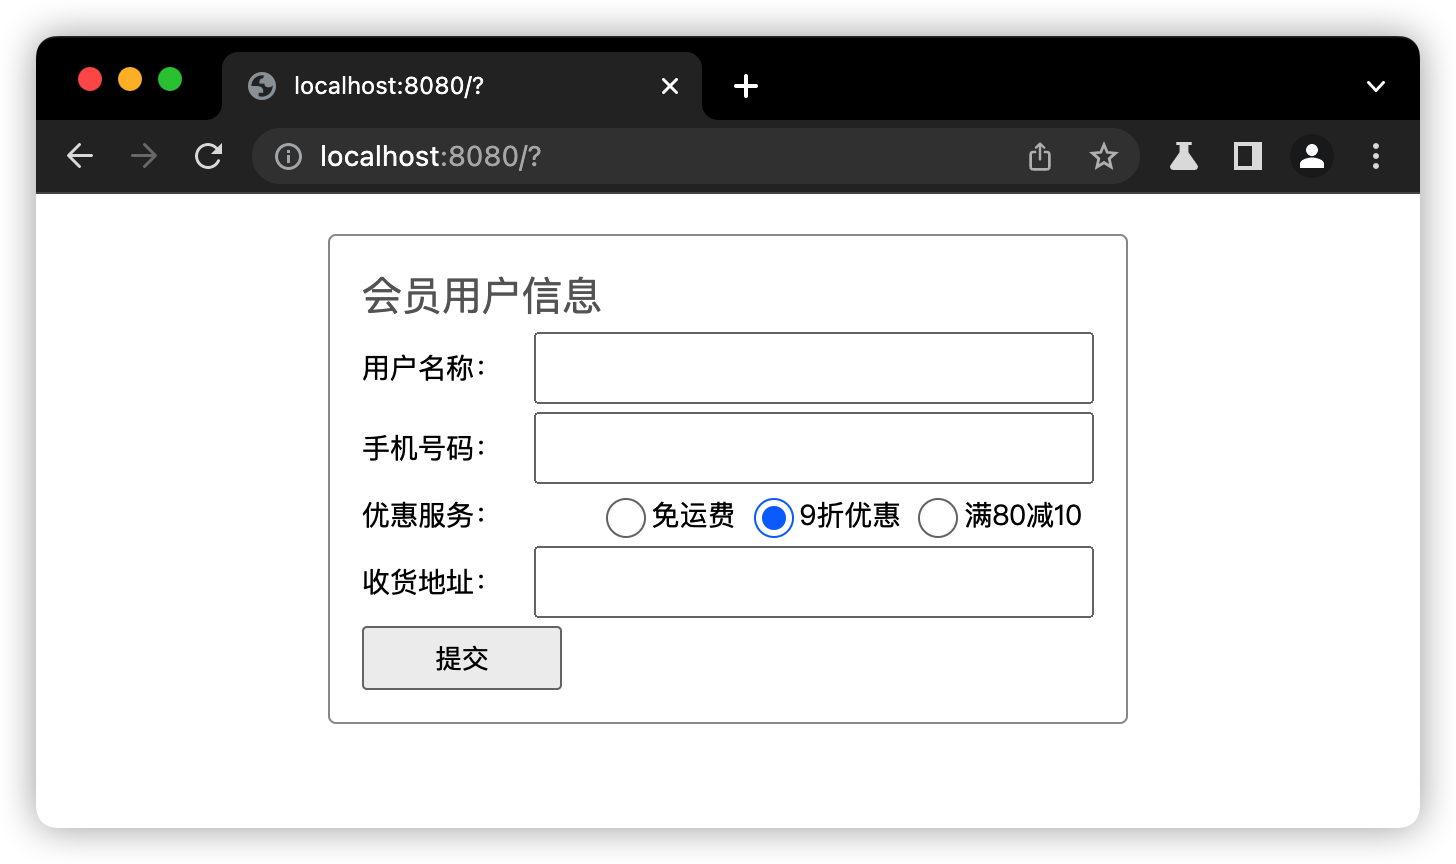 localhost:8080/?
localhost:8080/?
会员用户信息
用户名称：
手机号码：
优惠服务： 免运费 9折优惠 满80减10
收货地址：
提交